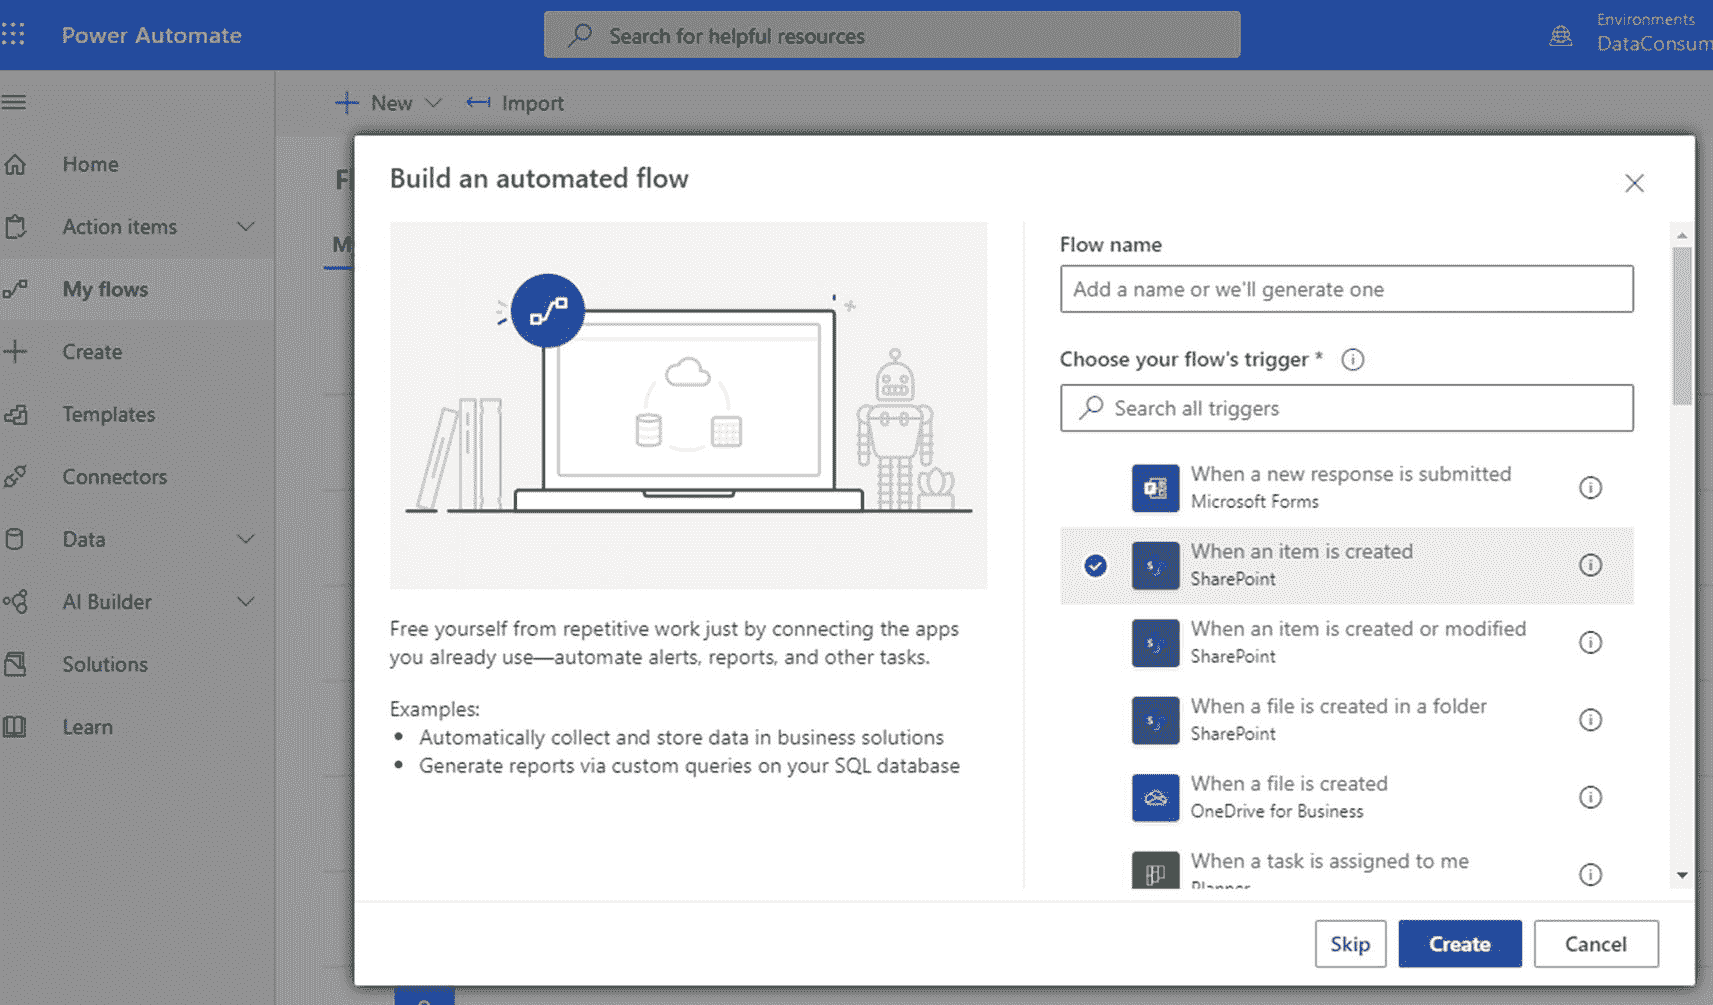 Power Automate
Search for helpful resources
Environments
DataConsum
New
Import
Home
Action items
My flows
Create
Templates
Connectors
Data
AI Builder
Solutions
Learn
Build an automated flow
Free yourself from repetitive work just by connecting the apps
you already use—automate alerts, reports, and other tasks.
Examples:
• Automatically collect and store data in business solutions
• Generate reports via custom queries on your SQL database
Flow name
Add a name or we'll generate one
Choose your flow's trigger *
Search all triggers
When a new response is submitted
Microsoft Forms
When an item is created
SharePoint
When an item is created or modified
SharePoint
When a file is created in a folder
SharePoint
When a file is created
OneDrive for Business
When a task is assigned to me
Planner
Skip
Create
Cancel